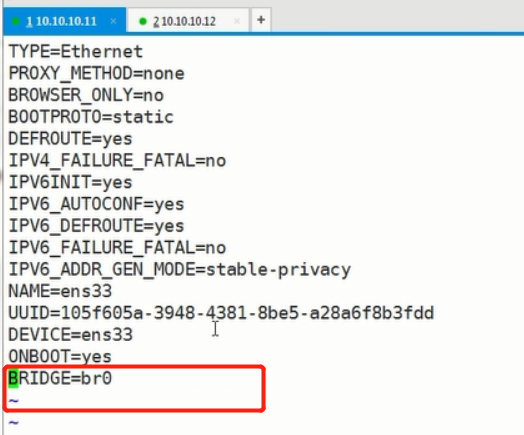 1 10.10.10.11 × 2 10.10.10.12 × +
TYPE=Ethernet
PROXY_METHOD=none
BROWSER_ONLY=no
BOOTPROTO=static
DEFROUTE=yes
IPV4_FAILURE_FATAL=no
IPV6INIT=yes
IPV6_AUTOCONF=yes
IPV6_DEFROUTE=yes
IPV6_FAILURE_FATAL=no
IPV6_ADDR_GEN_MODE=stable-privacy
NAME=ens33
UUID=105f605a-3948-4381-8be5-a28a6f8b3fdd
DEVICE=ens33
ONBOOT=yes
BRIDGE=br0
~
~